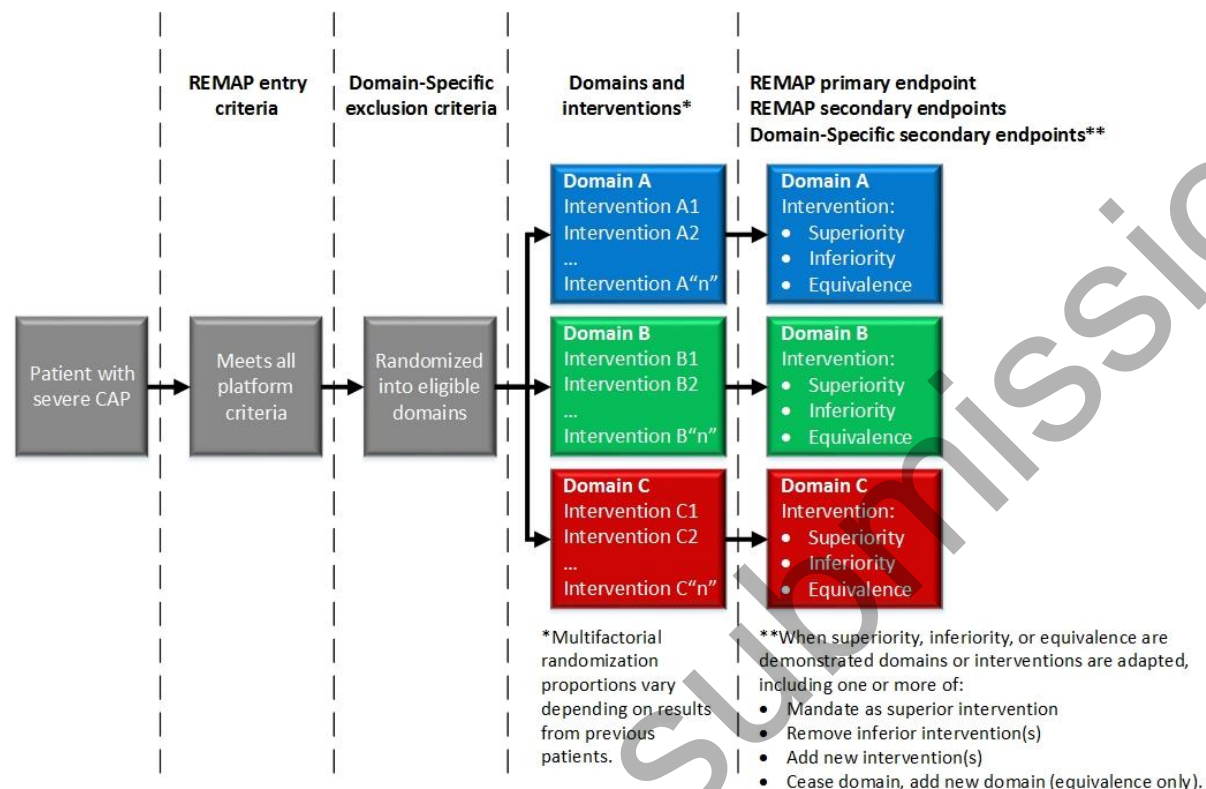 REMAP entry
criteria
Domain-Specific
exclusion criteria
Domains and
interventions*
REMAP primary endpoint
REMAP secondary endpoints
Domain-Specific secondary endpoints**
Patient with
severe CAP
Meets all
platform
criteria
Randomized
into eligible
domains
Domain A
Intervention A1
Intervention A2
...
Intervention A“n”
Domain A
Intervention:
• Superiority
• Inferiority
• Equivalence
Domain B
Intervention B1
Intervention B2
...
Intervention B“n”
Domain B
Intervention:
• Superiority
• Inferiority
• Equivalence
Domain C
Intervention C1
Intervention C2
...
Intervention C“n”
Domain C
Intervention:
• Superiority
• Inferiority
• Equivalence
*Multifactorial
randomization
proportions vary
depending on results
from previous
patients.
**When superiority, inferiority, or equivalence are
demonstrated domains or interventions are adapted,
including one or more of:
• Mandate as superior intervention
• Remove inferior intervention(s)
• Add new intervention(s)
• Cease domain, add new domain (equivalence only).